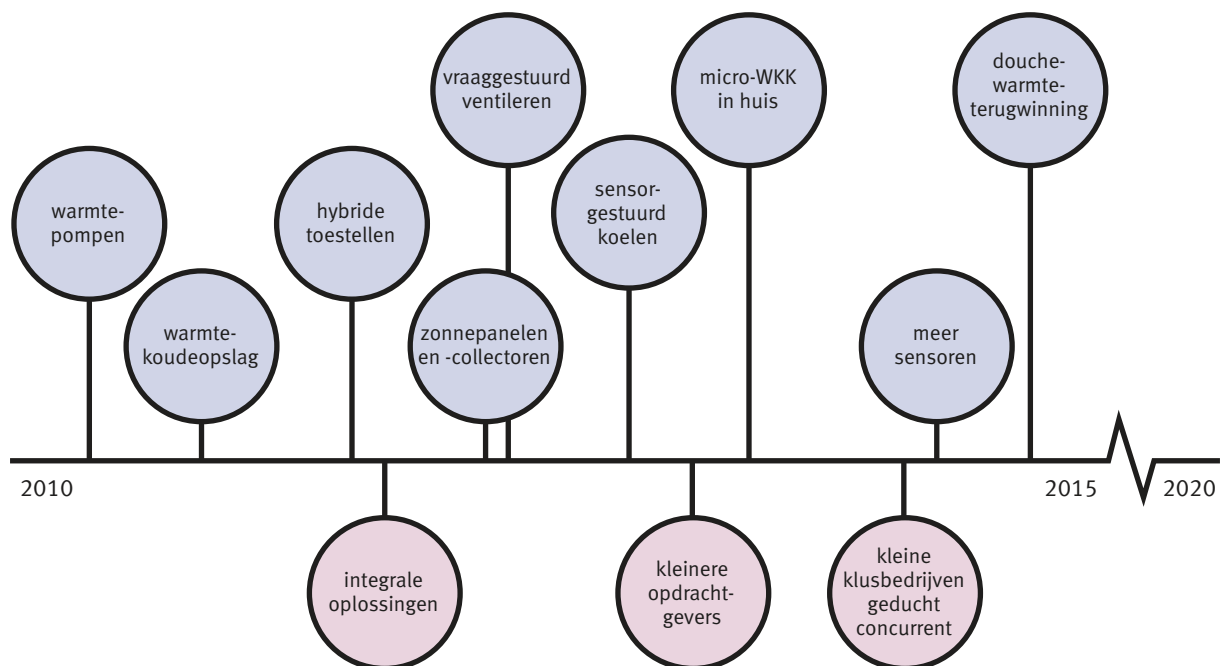 vraaggestuurd
ventileren
micro-WKK
in huis
douche-
warmte-
terugwinning
warmte-
pompen
hybride
toestellen
sensor-
gestuurd
koelen
warmte-
koudeopslag
zonnepanelen
en -collectoren
meer
sensoren
2010
2015
2020
integrale
oplossingen
kleinere
opdracht-
gevers
kleine
klusbedrijven
geducht
concurrent